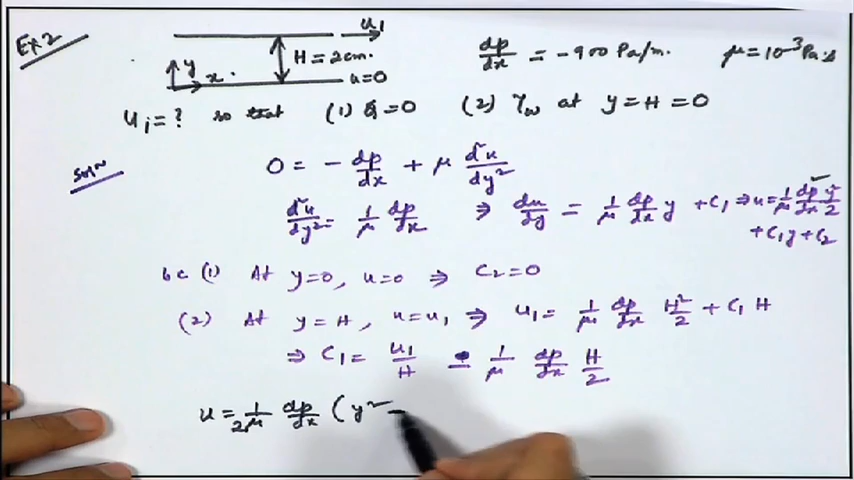 Ex 2
u₁
H = 2cm.
y
x.
u=0
dp/dx = -900 Pa/m.   μ = 10⁻³ Pa.s
u₁ = ?   so that   (1) Q = 0   (2) τw at y = H = 0
Solⁿ
0 = - dp/dx + μ d²u/dy²
d²u/dy² = 1/μ dp/dx ⇒ du/dy = 1/μ dp/dx y + C₁ ⇒ u = 1/μ dp/dx y²/2
+ C₁y + C₂
bc (1) At y=0, u=0 ⇒ C₂=0
(2) At y = H, u=u₁ ⇒ u₁ = 1/μ dp/dx H²/2 + C₁ H
⇒ C₁ = u₁/H - 1/μ dp/dx H/2
u = 1/2μ dp/dx ( y² -